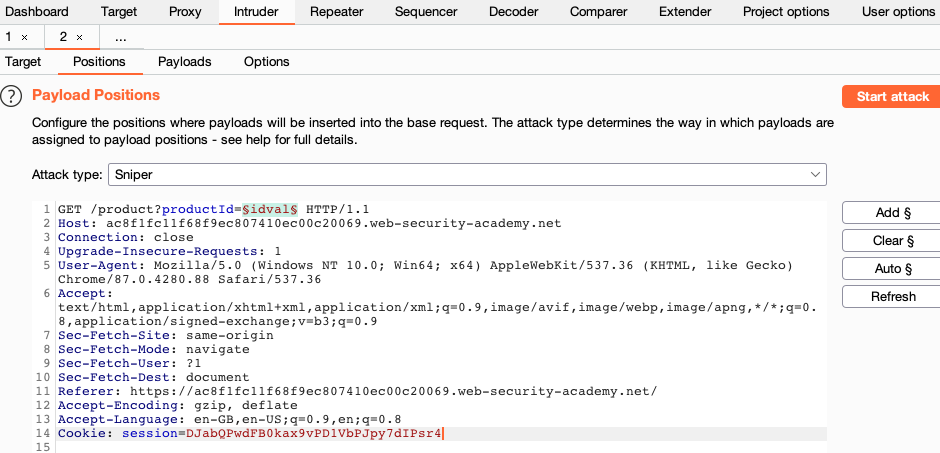 Dashboard Target Proxy Intruder Repeater Sequencer Decoder Comparer Extender Project options User options
1 × 2 × ...
Target Positions Payloads Options
? Payload Positions Start attack
Configure the positions where payloads will be inserted into the base request. The attack type determines the way in which payloads are
assigned to payload positions - see help for full details.
Attack type: Sniper
1 GET /product?productId=§idval§ HTTP/1.1 Add §
2 Host: ac8f1fc11f68f9ec807410ec00c20069.web-security-academy.net
3 Connection: close Clear §
4 Upgrade-Insecure-Requests: 1
5 User-Agent: Mozilla/5.0 (Windows NT 10.0; Win64; x64) AppleWebKit/537.36 (KHTML, like Gecko) Auto §
Chrome/87.0.4280.88 Safari/537.36
6 Accept: Refresh
text/html,application/xhtml+xml,application/xml;q=0.9,image/avif,image/webp,image/apng,*/*;q=0.
8,application/signed-exchange;v=b3;q=0.9
7 Sec-Fetch-Site: same-origin
8 Sec-Fetch-Mode: navigate
9 Sec-Fetch-User: ?1
10 Sec-Fetch-Dest: document
11 Referer: https://ac8f1fc11f68f9ec807410ec00c20069.web-security-academy.net/
12 Accept-Encoding: gzip, deflate
13 Accept-Language: en-GB,en-US;q=0.9,en;q=0.8
14 Cookie: session=DJabQPwdFB0kax9vPD1VbPJpy7dIPsr4
15